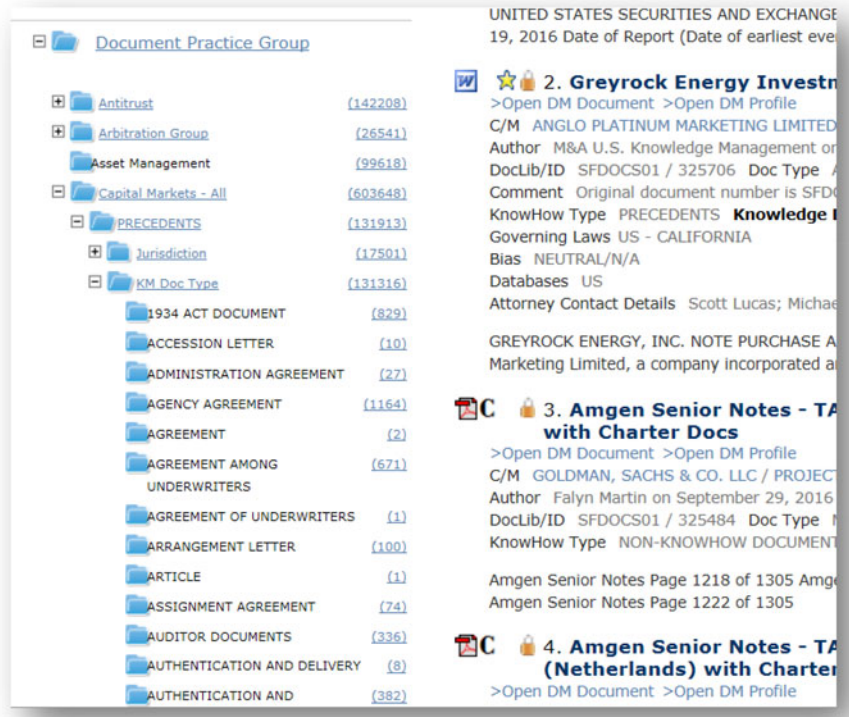 Document Practice Group
Antitrust (142208)
Arbitration Group (26541)
Asset Management (99618)
Capital Markets - All (603648)
PRECEDENTS (131913)
Jurisdiction (17501)
KM Doc Type (131316)
1934 ACT DOCUMENT (829)
ACCESSION LETTER (10)
ADMINISTRATION AGREEMENT (27)
AGENCY AGREEMENT (1164)
AGREEMENT (2)
AGREEMENT AMONG (671)
UNDERWRITERS
AGREEMENT OF UNDERWRITERS (1)
ARRANGEMENT LETTER (100)
ARTICLE (1)
ASSIGNMENT AGREEMENT (74)
AUDITOR DOCUMENTS (336)
AUTHENTICATION AND DELIVERY (8)
AUTHENTICATION AND (382)
UNITED STATES SECURITIES AND EXCHANGE
19, 2016 Date of Report (Date of earliest eve
2. Greyrock Energy Investm
>Open DM Document >Open DM Profile
C/M ANGLO PLATINUM MARKETING LIMITED
Author M&A U.S. Knowledge Management on
DocLib/ID SFDOCS01 / 325706 Doc Type
Comment Original document number is SFDO
KnowHow Type PRECEDENTS Knowledge
Governing Laws US - CALIFORNIA
Bias NEUTRAL/N/A
Databases US
Attorney Contact Details Scott Lucas; Michae
GREYROCK ENERGY, INC. NOTE PURCHASE A
Marketing Limited, a company incorporated a
C 3. Amgen Senior Notes - TA
with Charter Docs
>Open DM Document >Open DM Profile
C/M GOLDMAN, SACHS & CO. LLC / PROJECT
Author Falyn Martin on September 29, 2016
DocLib/ID SFDOCS01 / 325484 Doc Type
KnowHow Type NON-KNOWHOW DOCUMENT
Amgen Senior Notes Page 1218 of 1305 Amge
Amgen Senior Notes Page 1222 of 1305
C 4. Amgen Senior Notes - TA
(Netherlands) with Charter
>Open DM Document >Open DM Profile